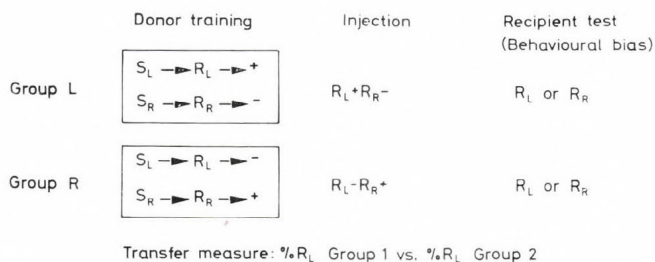 Donor training Injection Recipient test
(Behavioural bias)
S_L → R_L → +
Group L R_L+R_R- R_L or R_R
S_R → R_R → -
S_L → R_L → -
Group R R_L-R_R+ R_L or R_R
S_R → R_R → +
Transfer measure: %R_L Group 1 vs. %R_L Group 2